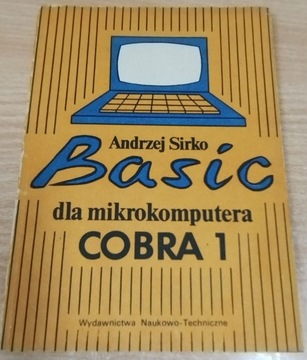 Andrzej Sirko
Basic
dla mikrokomputera
COBRA 1
Wydawnictwa Naukowo-Techniczne